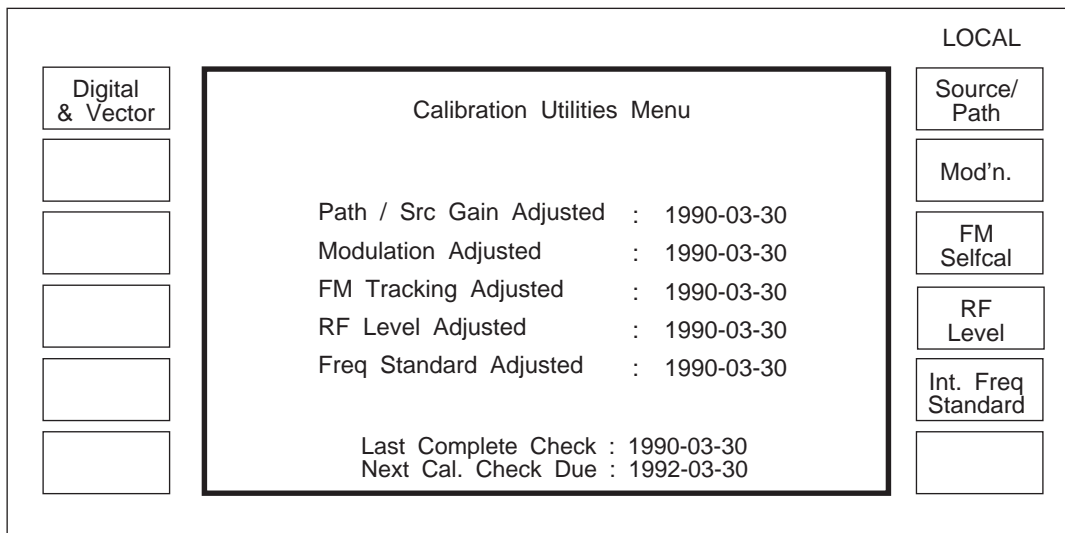 LOCAL
Digital
& Vector
Calibration Utilities Menu
Path / Src Gain Adjusted : 1990-03-30
Modulation Adjusted : 1990-03-30
FM Tracking Adjusted : 1990-03-30
RF Level Adjusted : 1990-03-30
Freq Standard Adjusted : 1990-03-30
Last Complete Check : 1990-03-30
Next Cal. Check Due : 1992-03-30
Source/
Path
Mod'n.
FM
Selfcal
RF
Level
Int. Freq
Standard